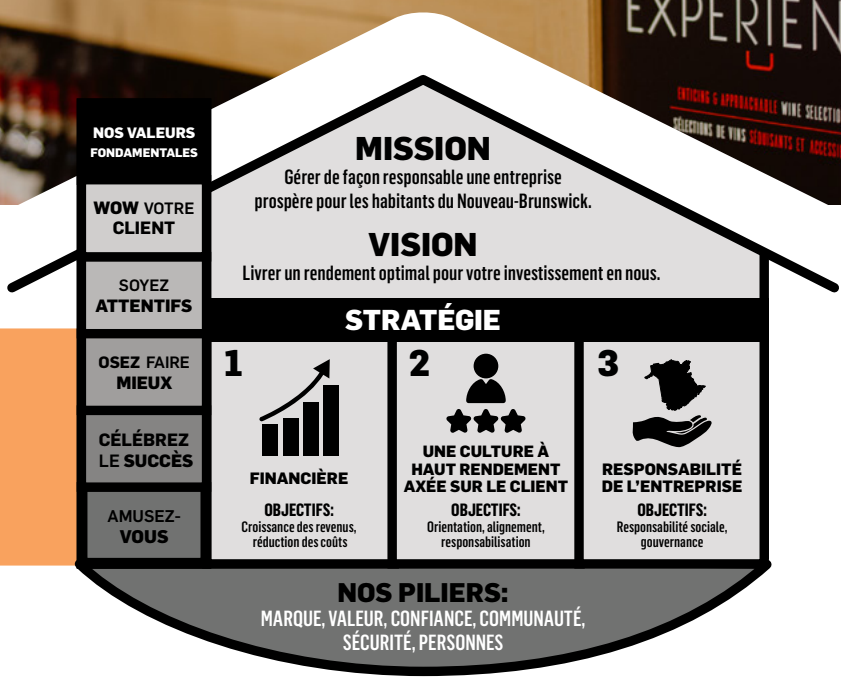 ENTICING & APPROACHABLE WINE
SÉLECTIONS DE VINS SÉDUISANTS ET
NOS VALEURS
FONDAMENTALES
WOW VOTRE
CLIENT
SOYEZ
ATTENTIFS
OSEZ FAIRE
MIEUX
CÉLÉBREZ
LE SUCCÈS
AMUSEZ-
VOUS
MISSION
Gérer de façon responsable une entreprise
prospère pour les habitants du Nouveau-Brunswick.
VISION
Livrer un rendement optimal pour votre investissement en nous.
STRATÉGIE
1
FINANCIÈRE
OBJECTIFS:
Croissance des revenus,
réduction des coûts
2
UNE CULTURE À
HAUT RENDEMENT
AXÉE SUR LE CLIENT
OBJECTIFS:
Orientation, alignement,
responsabilisation
3
RESPONSABILITÉ
DE L'ENTREPRISE
OBJECTIFS:
Responsabilité sociale,
gouvernance
NOS PILIERS:
MARQUE, VALEUR, CONFIANCE, COMMUNAUTÉ,
SÉCURITÉ, PERSONNES